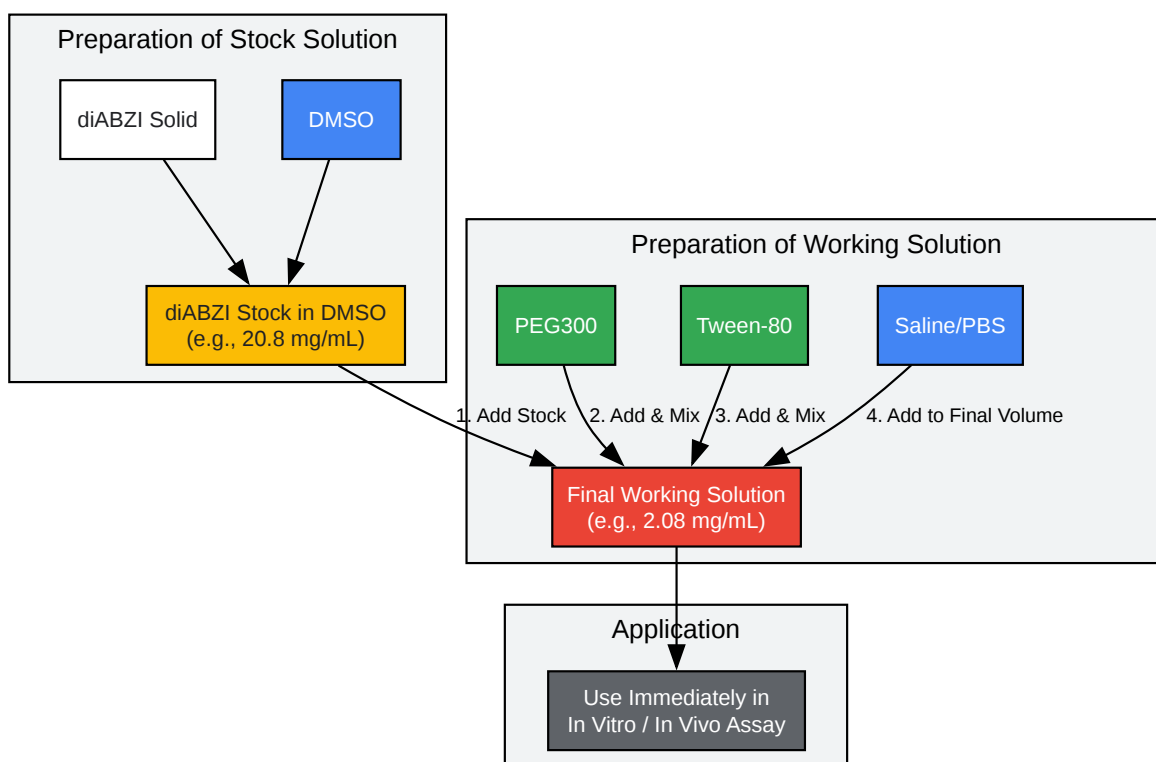 Preparation of Stock Solution
diABZI Solid
DMSO
diABZI Stock in DMSO
(e.g., 20.8 mg/mL)
Preparation of Working Solution
PEG300
Tween-80
Saline/PBS
1. Add Stock
2. Add & Mix
3. Add & Mix
4. Add to Final Volume
Final Working Solution
(e.g., 2.08 mg/mL)
Application
Use Immediately in
In Vitro / In Vivo Assay